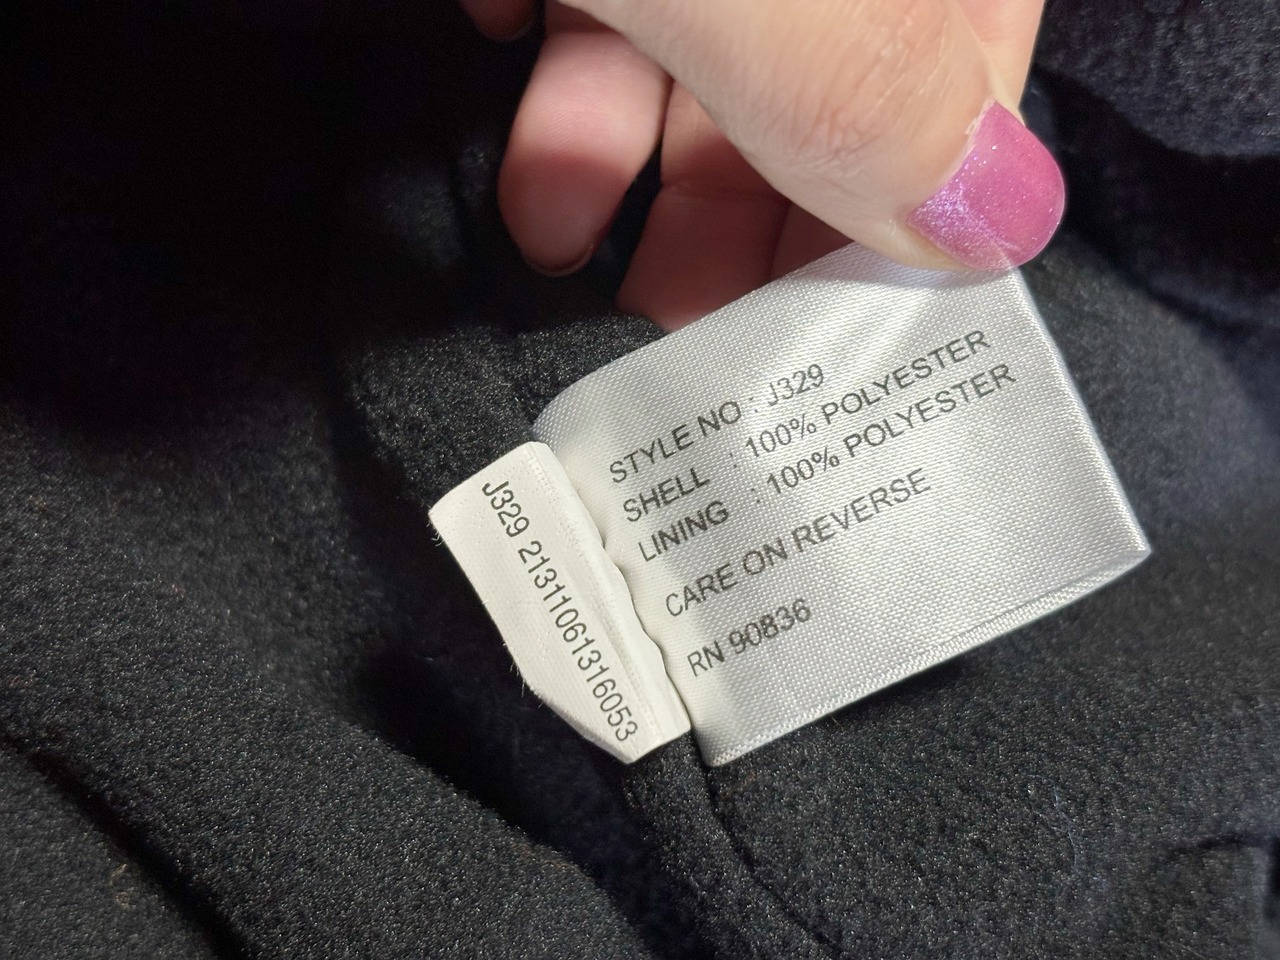 STYLE NO : J329
SHELL : 100% POLYESTER
LINING : 100% POLYESTER
CARE ON REVERSE
RN 90836
J329 21311061316053